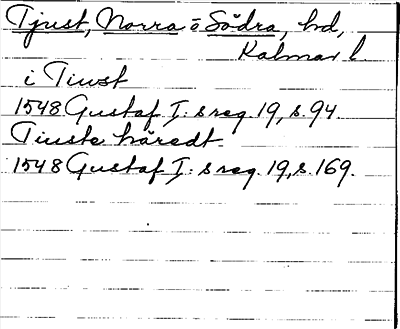 Tjust, Norra o Södra, hd,
Kalmar l.
i Tiust
1548 Gustaf I:s reg. 19, s. 94.
Tiuste häredt
1548 Gustaf I:s reg. 19, s. 169.